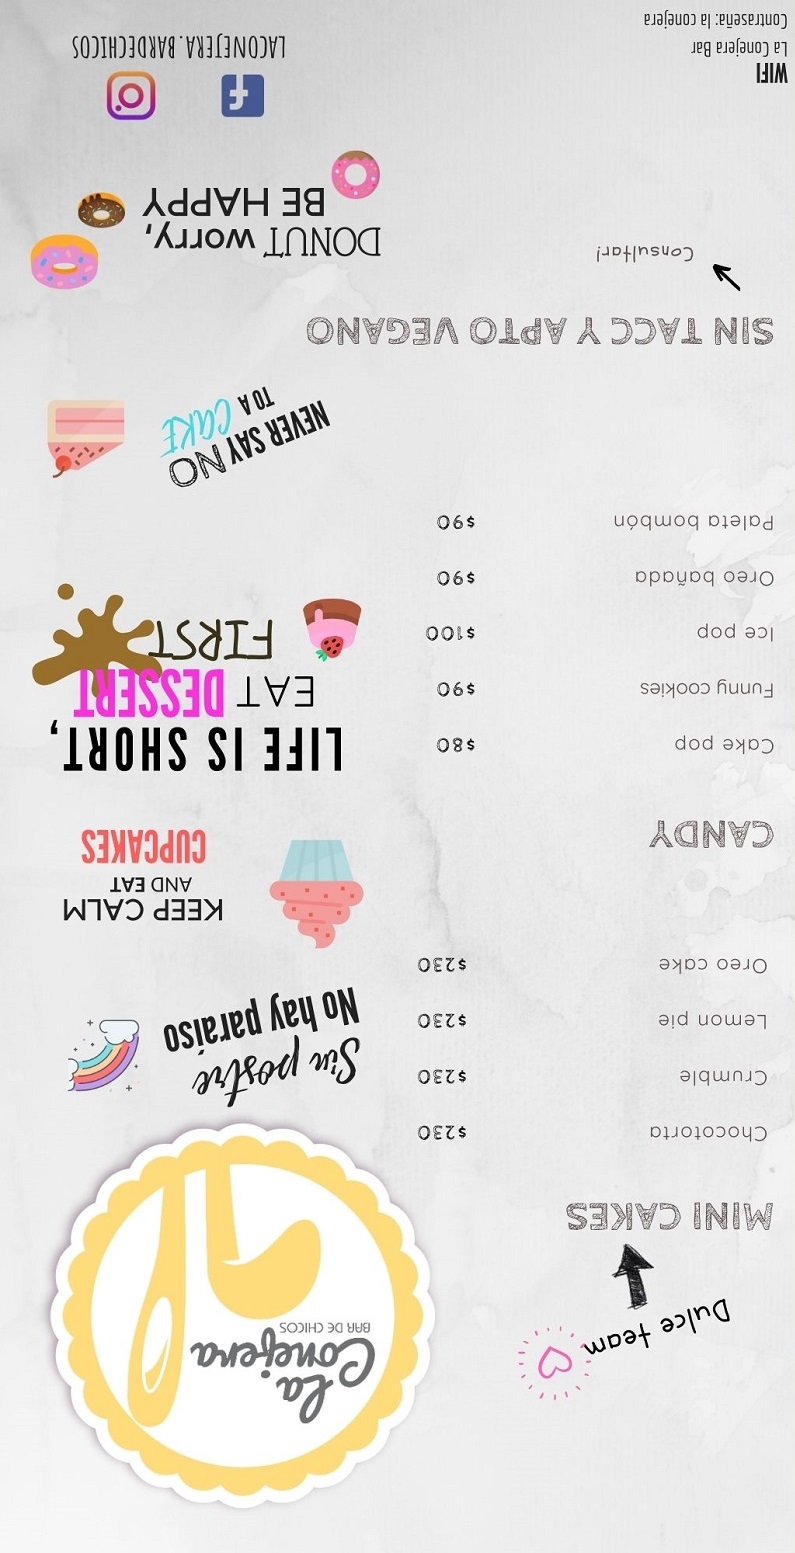 La
Conejera
BAR DE CHICOS
Dulce team
MINI CAKES
Chocotorta $230
Crumble $230
Lemon pie $230
Oreo cake $230
Sin postre
No hay paraíso
KEEP CALM
AND EAT
CUPCAKES
CANDY
Cake pop $80
Funny cookies $90
Ice pop $100
Oreo bañada $90
Paleta bombón $90
LIFE IS SHORT,
EAT DESSERT
FIRST
NEVER SAY NO
TO A CAKE
SIN TACC Y APTO VEGANO
Consultar!
DONUT worry,
BE HAPPY
WIFI
La Conejera Bar
Contraseña: la conejera
LACONEJERA.BARDECHICOS